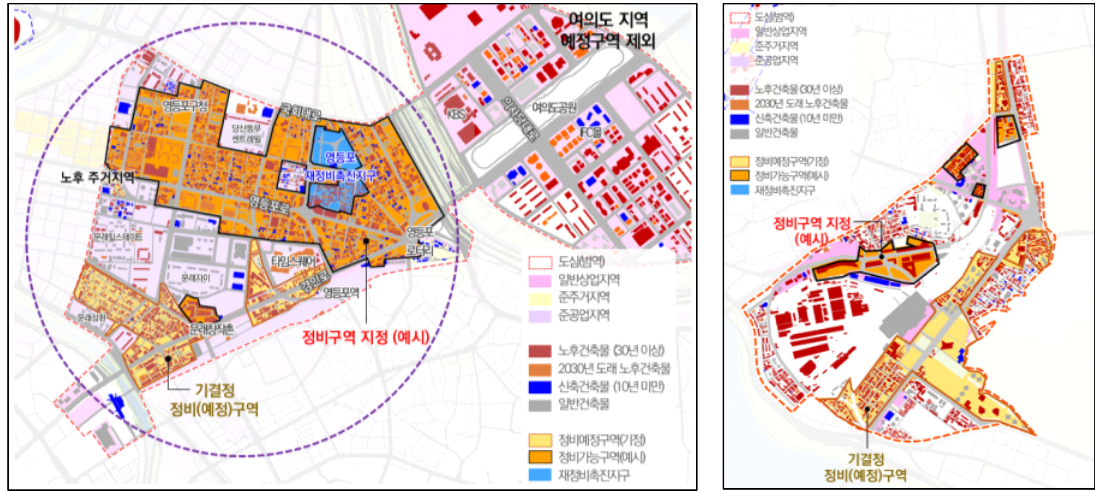 여의도 지역
예정구역 제외
영등포구청
국회대로
당산동부
센트레빌
KBS
의사당대로
여의도공원
IFC몰
영등포
재정비촉진지구
노후 주거지역
영등포로
영등포
로터리
문래힐스테이트
타임스퀘어
문래자이
경인로
영등포역
문래창작촌
정비구역 지정 (예시)
기결정
정비(예정)구역
도심(범역)
일반상업지역
준주거지역
준공업지역
노후건축물 (30년 이상)
2030년 도래 노후건축물
신축건축물 (10년 미만)
일반건축물
정비예정구역(기정)
정비가능구역(예시)
재정비촉진지구
도심(범역)
일반상업지역
준주거지역
준공업지역
노후건축물(30년 이상)
2030년 도래 노후건축물
신축건축물(10년 미만)
일반건축물
정비예정구역(기정)
정비가능구역(예시)
재정비촉진지구
정비구역 지정
(예시)
기결정
정비(예정)구역